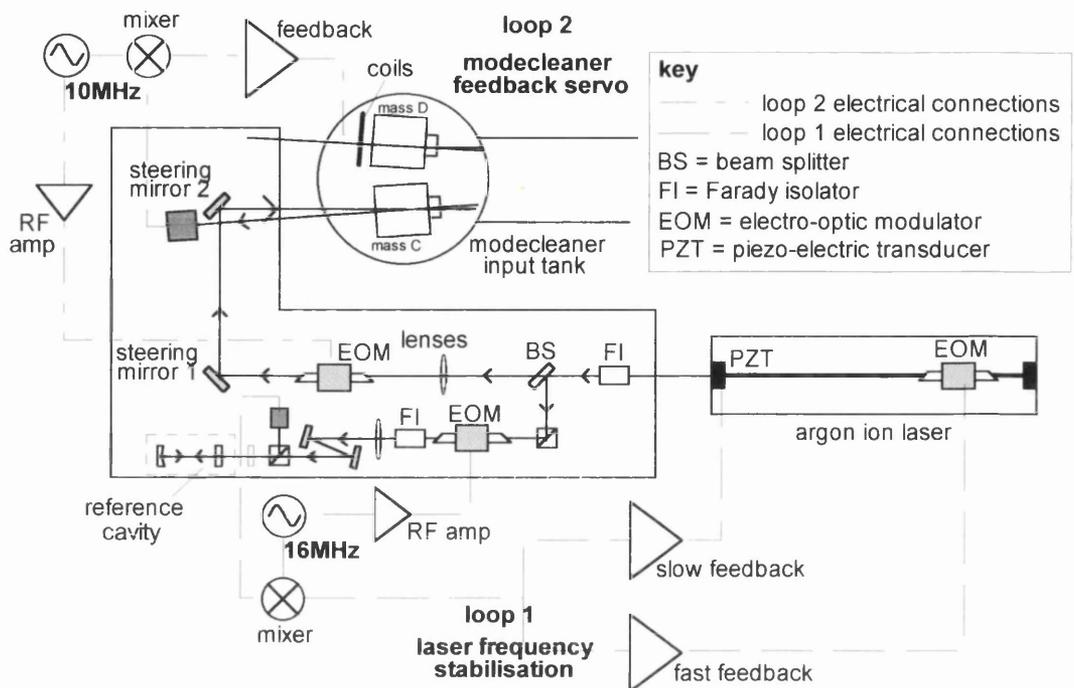 mixer
feedback
loop 2
modecleaner
feedback servo
10MHz
coils
mass D
key
loop 2 electrical connections
loop 1 electrical connections
BS = beam splitter
FI = Farady isolator
EOM = electro-optic modulator
PZT = piezo-electric transducer
steering
mirror 2
RF
amp
mass C
modecleaner
input tank
steering
mirror 1
EOM
lenses
BS
FI
PZT
EOM
argon ion laser
FI
EOM
reference
cavity
16MHz
RF amp
slow feedback
mixer
loop 1
laser frequency
stabilisation
fast feedback